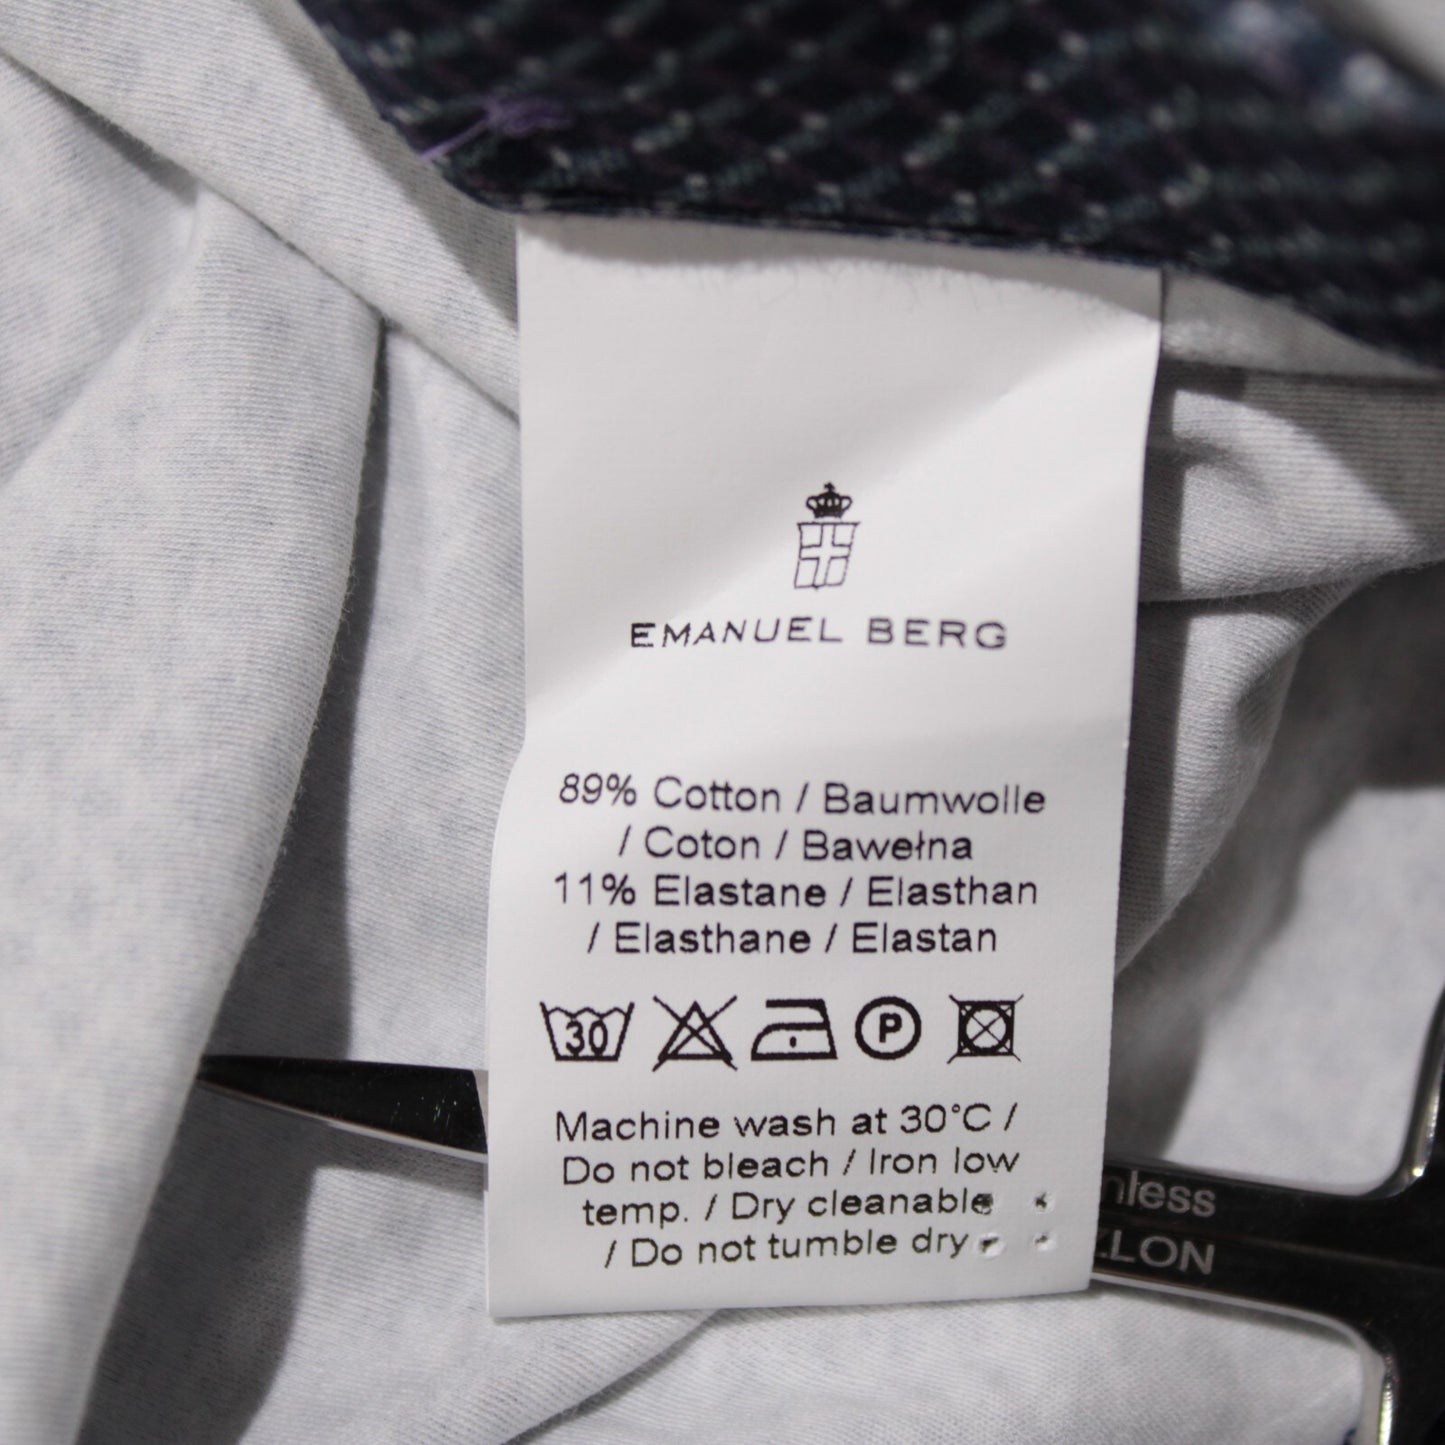 EMANUEL BERG
89% Cotton / Baumwolle
/ Coton / Bawełna
11% Elastane / Elasthan
/ Elasthane / Elastan
30 P
Machine wash at 30°C /
Do not bleach / Iron low
temp. / Dry cleanable
/ Do not tumble dry